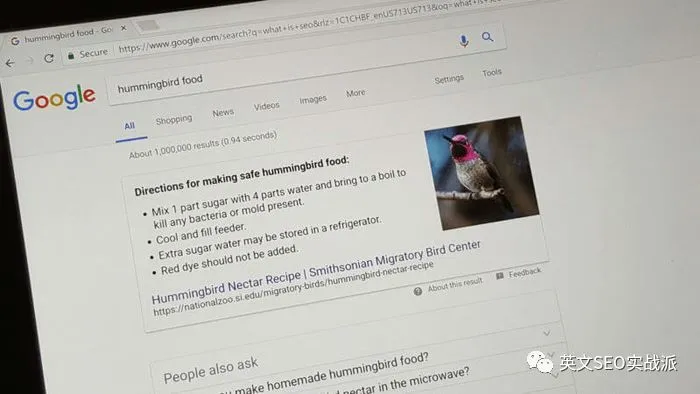 hummingbird food - Goo
Secure https://www.google.com/search?q=what+is+seo&rlz=1C1CHBF_enUS713US713&oq=what+is+seo
Google
hummingbird food
All Shopping News Videos Images More Settings Tools
About 1,000,000 results (0.94 seconds)
Directions for making safe hummingbird food:
• Mix 1 part sugar with 4 parts water and bring to a boil to
kill any bacteria or mold present.
• Cool and fill feeder.
• Extra sugar water may be stored in a refrigerator.
• Red dye should not be added.
Hummingbird Nectar Recipe | Smithsonian Migratory Bird Center
https://nationalzoo.si.edu/migratory-birds/hummingbird-nectar-recipe
About this result Feedback
People also ask
make homemade hummingbird food?
nectar in the microwave?
英文SEO实战派